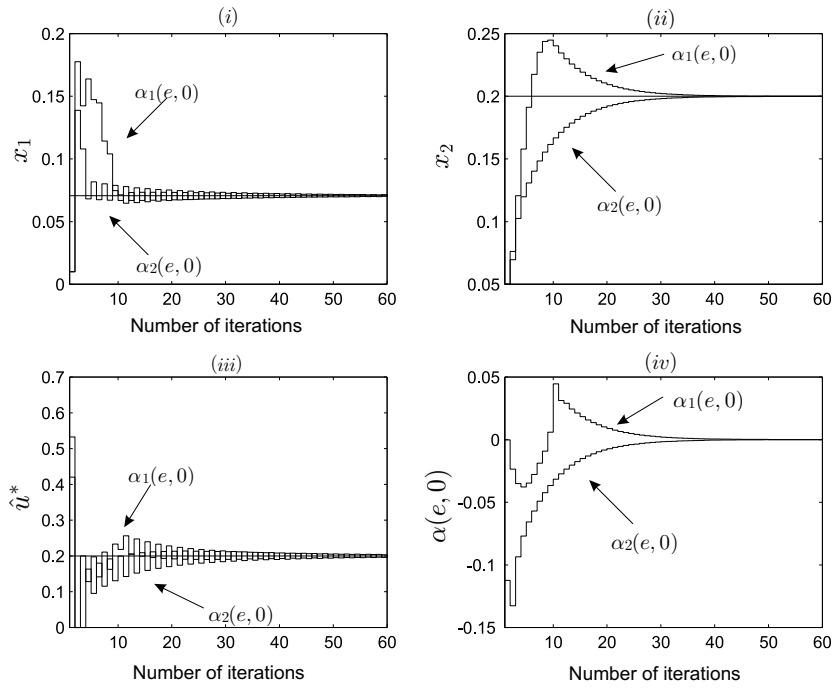 (i)
0.2
0.15
0.1
0.05
0
x1
α1(e, 0)
α2(e, 0)
10 20 30 40 50 60
Number of iterations
(ii)
0.25
0.2
0.15
0.1
0.05
x2
α1(e, 0)
α2(e, 0)
10 20 30 40 50 60
Number of iterations
(iii)
0.7
0.6
0.5
0.4
0.3
0.2
0.1
0
û*
α1(e, 0)
α2(e, 0)
10 20 30 40 50 60
Number of iterations
(iv)
0.05
0
-0.05
-0.1
-0.15
α(e, 0)
α1(e, 0)
α2(e, 0)
10 20 30 40 50 60
Number of iterations